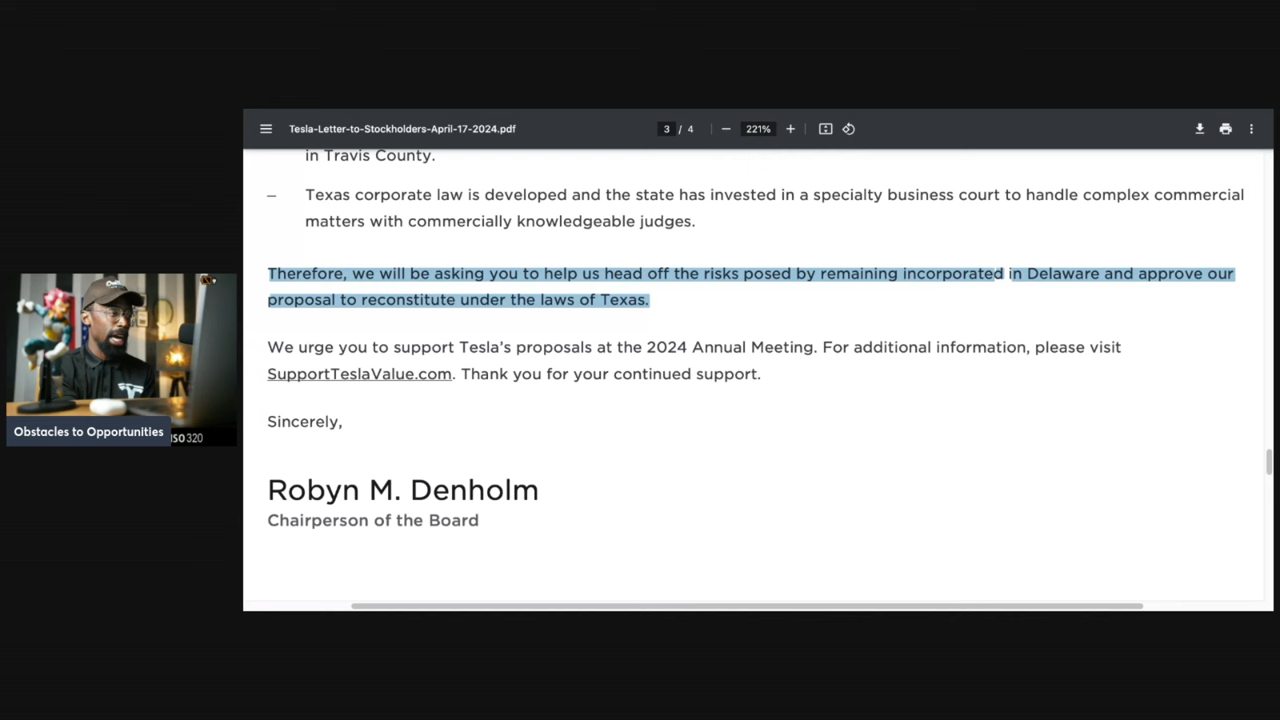 Tesla-Letter-to-Stockholders-April-17-2024.pdf
3 / 4
221%
in Travis County.
– Texas corporate law is developed and the state has invested in a specialty business court to handle complex commercial
matters with commercially knowledgeable judges.
Therefore, we will be asking you to help us head off the risks posed by remaining incorporated in Delaware and approve our
proposal to reconstitute under the laws of Texas.
We urge you to support Tesla’s proposals at the 2024 Annual Meeting. For additional information, please visit
SupportTeslaValue.com. Thank you for your continued support.
Sincerely,
Robyn M. Denholm
Chairperson of the Board
Obstacles to Opportunities
ISO 320